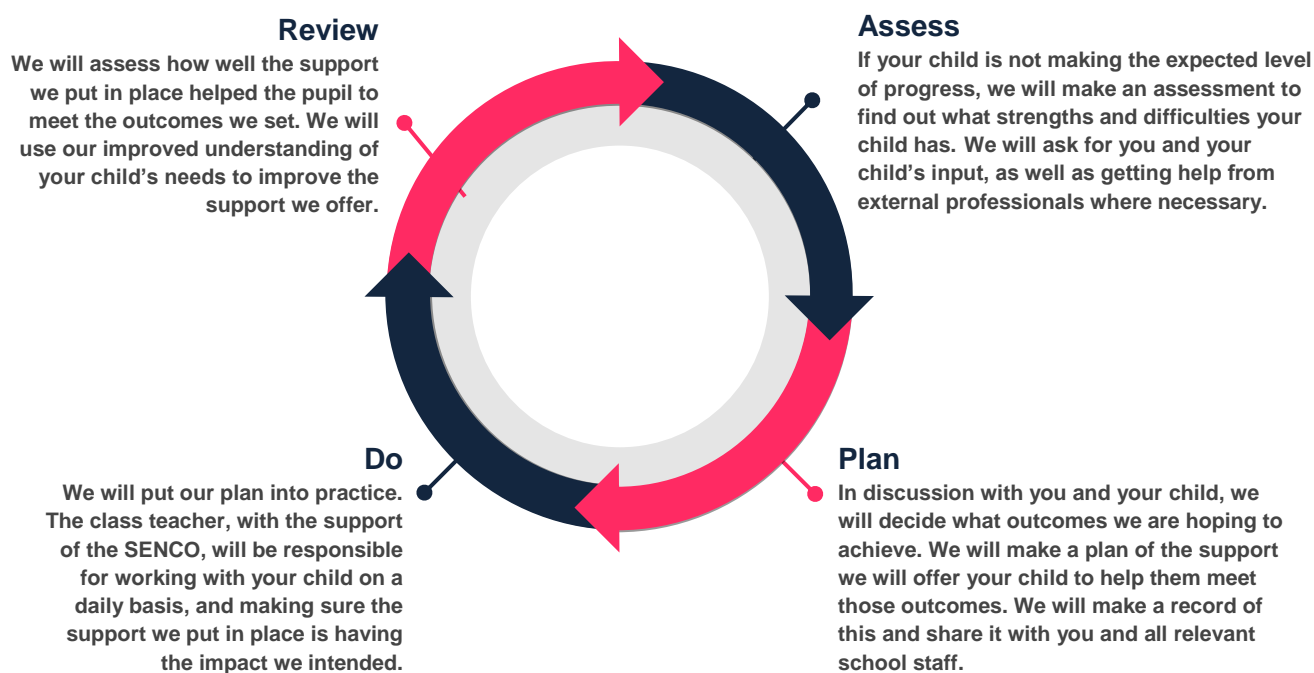 Review
We will assess how well the support
we put in place helped the pupil to
meet the outcomes we set. We will
use our improved understanding of
your child’s needs to improve the
support we offer.
Assess
If your child is not making the expected level
of progress, we will make an assessment to
find out what strengths and difficulties your
child has. We will ask for you and your
child’s input, as well as getting help from
external professionals where necessary.
Do
We will put our plan into practice.
The class teacher, with the support
of the SENCO, will be responsible
for working with your child on a
daily basis, and making sure the
support we put in place is having
the impact we intended.
Plan
In discussion with you and your child, we
will decide what outcomes we are hoping to
achieve. We will make a plan of the support
we will offer your child to help them meet
those outcomes. We will make a record of
this and share it with you and all relevant
school staff.